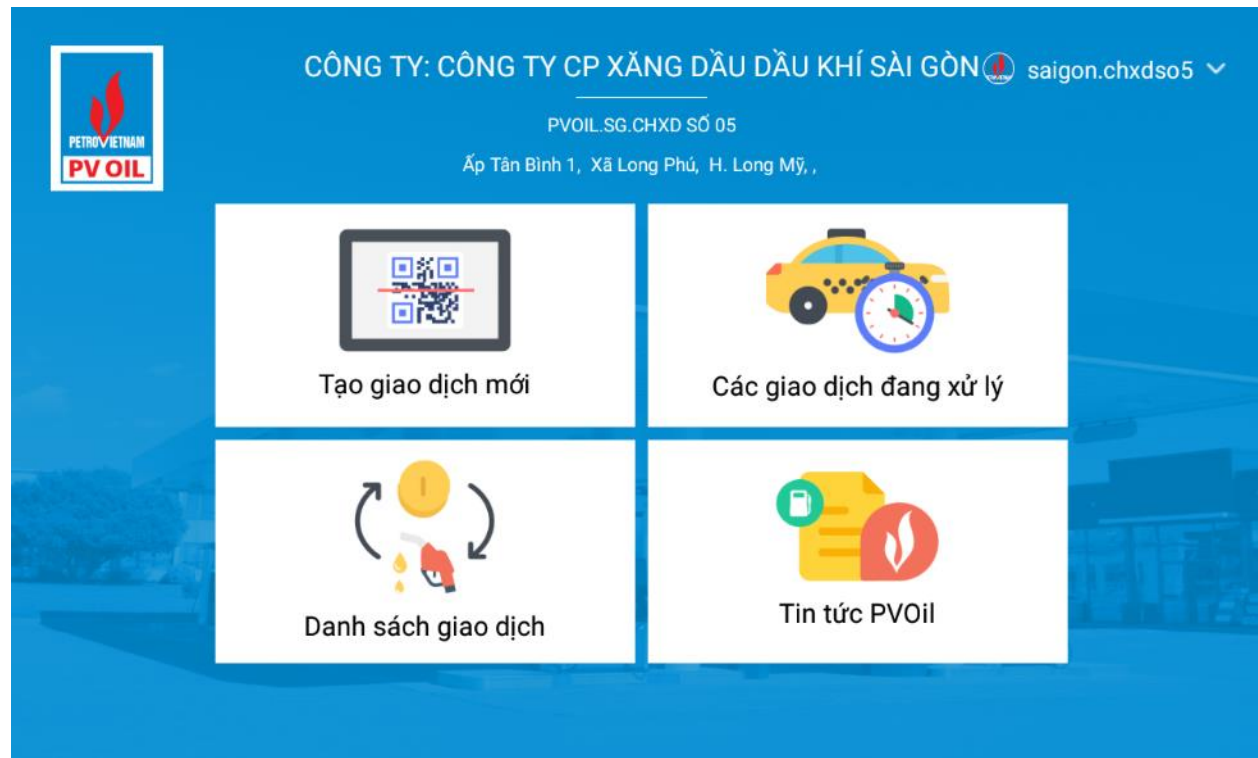 CÔNG TY: CÔNG TY CP XĂNG DẦU DẦU KHÍ SÀI GÒN
saigon.chxdso5
PETROVIETNAM
PV OIL
PVOIL.SG.CHXD SỐ 05
Ấp Tân Bình 1, Xã Long Phú, H. Long Mỹ, ,
Tạo giao dịch mới
Các giao dịch đang xử lý
Danh sách giao dịch
Tin tức PVOil